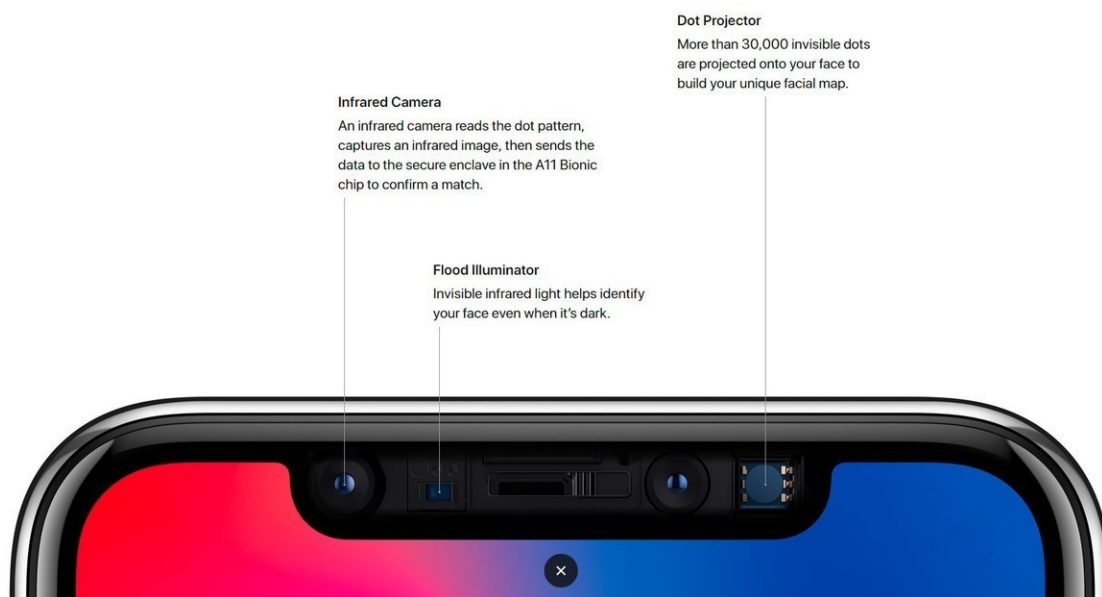 Dot Projector
More than 30,000 invisible dots
are projected onto your face to
build your unique facial map.
Infrared Camera
An infrared camera reads the dot pattern,
captures an infrared image, then sends the
data to the secure enclave in the A11 Bionic
chip to confirm a match.
Flood Illuminator
Invisible infrared light helps identify
your face even when it’s dark.